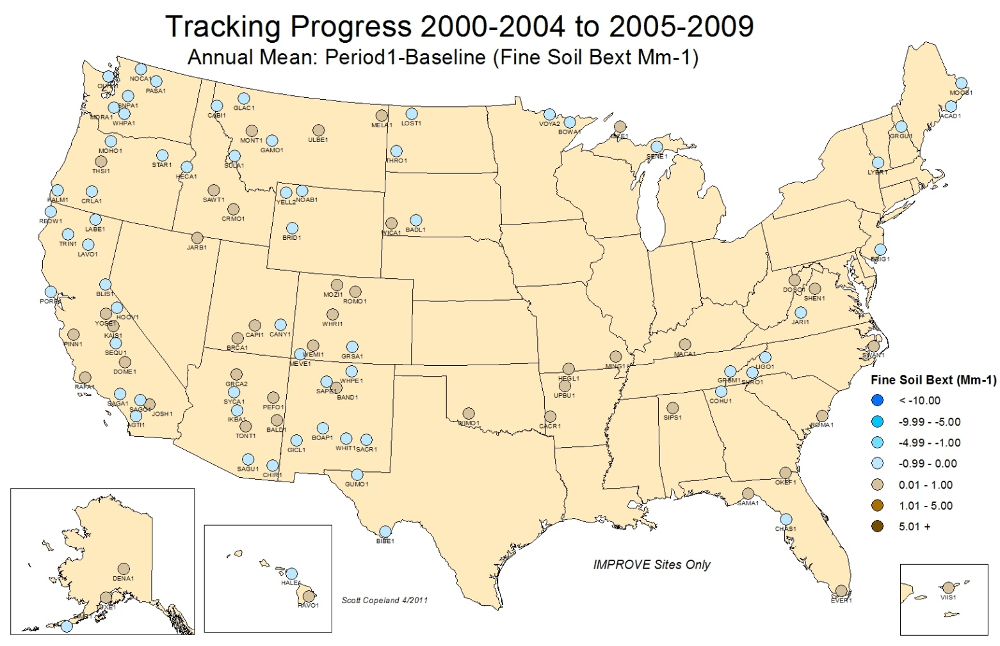 Tracking Progress 2000-2004 to 2005-2009
Annual Mean: Period1-Baseline (Fine Soil Bext Mm-1)
NOCA1
PASA1
SNPA1
MORA1
WHPA1
MOHO1
THSI1
STAR1
HECA1
KALM1
CRLA1
REDW1
LABE1
TRIN1
LAVO1
BLIS1
HOOV1
YOSE1
KAIS1
PINN1
SEQU1
DOME1
RAFA1
SAGA1
SAGO1
JOSH1
AGTI1
CABI1
GLAC1
MONT1
GAMO1
ULBE1
MELA1
SULA1
SAWT1
CRMO1
JARB1
YELL2
NOAB1
BRID1
LOST1
THRO1
WICA1
BADL1
MOZI1
ROMO1
WHRI1
CAPI1
CANY1
BRCA1
WEMI1
MEVE1
GRSA1
GRCA2
SYCA1
IKBA1
PEFO1
BALD1
TONT1
SAGU1
CHIR1
WHPE1
SAPE1
BAND1
BOAP1
GICL1
WHIT1
SACR1
GUMO1
BIBE1
WIMO1
VOYA2
BOWA1
ISLE1
SENE1
MING1
HEGL1
UPBU1
CACR1
MACA1
SIPS1
GRSM1
SHRO1
LIGO1
COHU1
DOSO1
SHEN1
JARI1
SWAN1
ROMA1
OKEF1
SAMA1
CHAS1
EVER1
MOOS1
ACAD1
GRGU1
LYBR1
BRIG1
Fine Soil Bext (Mm-1)
< -10.00
-9.99 - -5.00
-4.99 - -1.00
-0.99 - 0.00
0.01 - 1.00
1.01 - 5.00
5.01 +
IMPROVE Sites Only
Scott Copeland 4/2011
DENA1
TUXE1
SIME1
HALE1
HAVO1
VIIS1